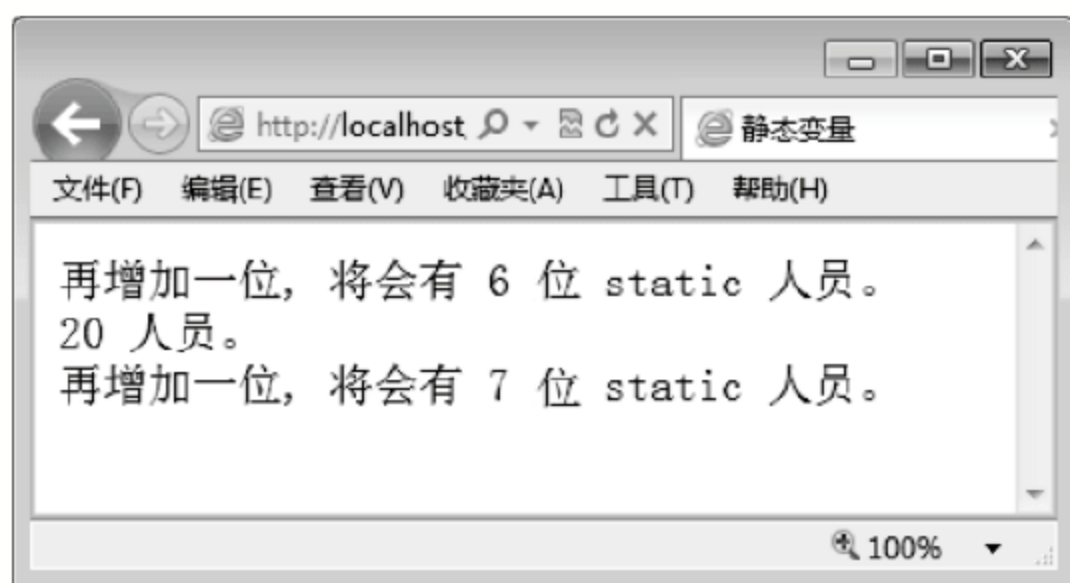 http://localhost
静态变量
文件(F) 编辑(E) 查看(V) 收藏夹(A) 工具(T) 帮助(H)
再增加一位, 将会有 6 位 static 人员。
20 人员。
再增加一位, 将会有 7 位 static 人员。
100%